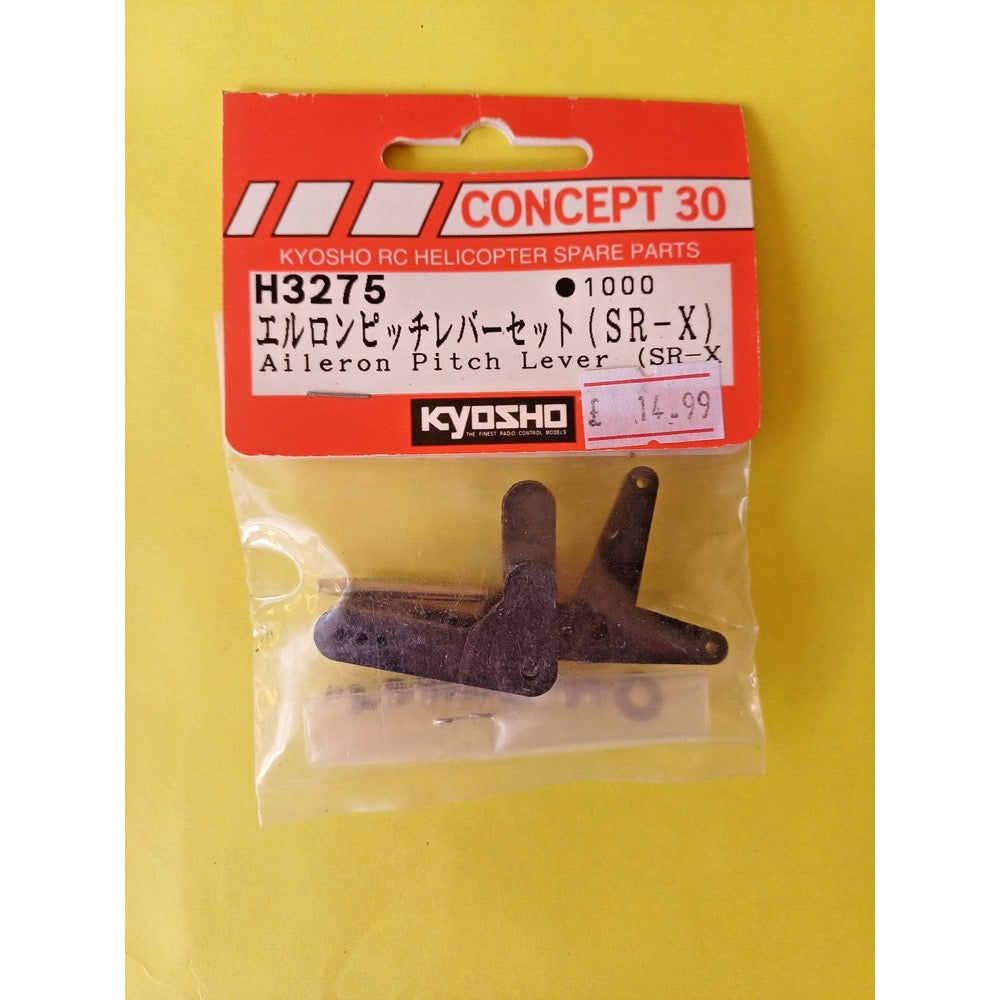 CONCEPT 30
KYOSHO RC HELICOPTER SPARE PARTS
H3275 ●1000
エルロンピッチレバーセット(SR-X)
Aileron Pitch Lever (SR-X
KYOSHO
THE FINEST RADIO CONTROL MODELS
£ 14.99